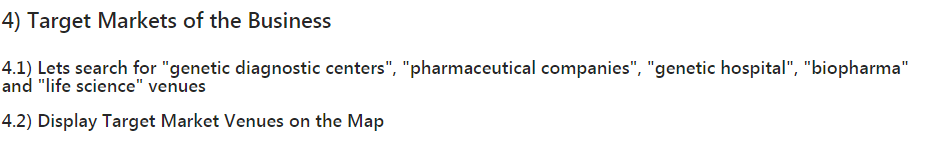 4) Target Markets of the Business
4.1) Lets search for "genetic diagnostic centers", "pharmaceutical companies", "genetic hospital", "biopharma"
and "life science" venues
4.2) Display Target Market Venues on the Map